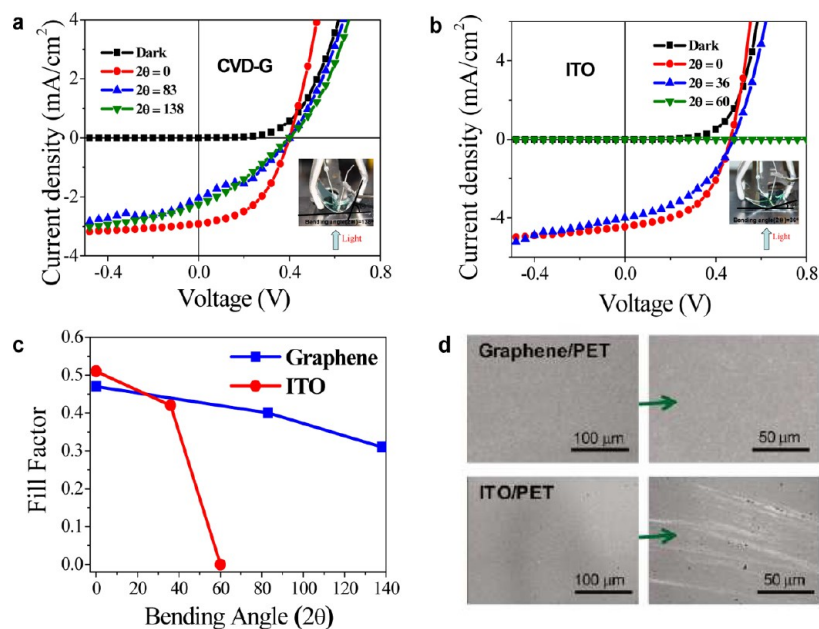 a
Current density (mA/cm²)
4
2
0
-2
-4
CVD-G
Dark
2θ = 0
2θ = 83
2θ = 138
Light
-0.4
0.0
0.4
0.8
Voltage (V)
b
Current density (mA/cm²)
4
0
-4
-8
ITO
Dark
2θ = 0
2θ = 36
2θ = 60
Light
-0.4
0.0
0.4
0.8
Voltage (V)
c
Fill Factor
0.6
0.5
0.4
0.3
0.2
0.1
0.0
Graphene
ITO
0
20
40
60
80
100
120
140
Bending Angle (2θ)
d
Graphene/PET
100 μm
50 μm
ITO/PET
100 μm
50 μm